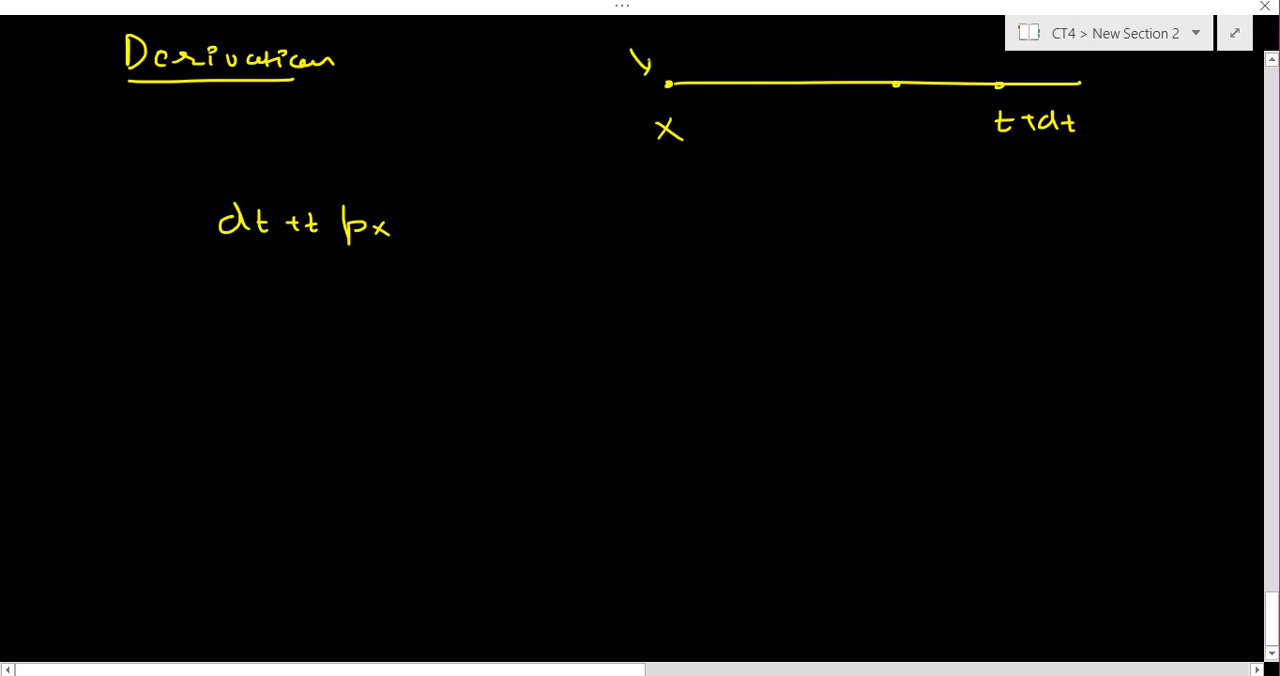 CT4 > New Section 2
Derivation
x
t+dt
dt+t px